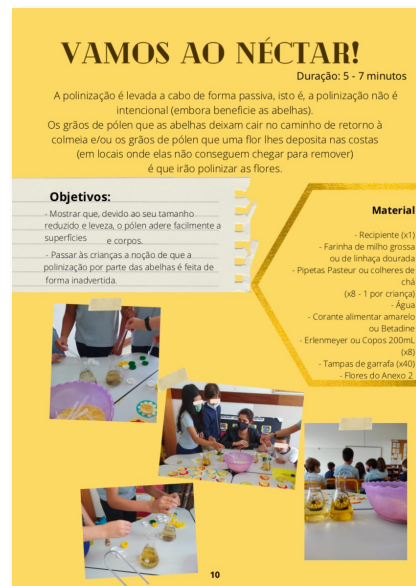 VAMOS AO NÉCTAR!
Duração: 5 - 7 minutos
A polinização é levada a cabo de forma passiva, isto é, a polinização não é
intencional (embora beneficie as abelhas).
Os grãos de pólen que as abelhas deixam cair no caminho de retorno à
colmeia e/ou os grãos de pólen que uma flor lhes deposita nas costas
(em locais onde elas não conseguem chegar para remover)
é que irão polinizar as flores.
Objetivos:
- Mostrar que, devido ao seu tamanho
reduzido e leveza, o pólen adere facilmente a
superfícies e corpos.
- Passar às crianças a noção de que a
polinização por parte das abelhas é feita de
forma inadvertida.
Material
- Recipiente (x1)
- Farinha de milho grossa
ou de linhaça dourada
- Pipetas Pasteur ou colheres de
chá
(x8 - 1 por criança)
- Água
- Corante alimentar amarelo
ou Betadine
- Erlenmeyer ou Copos 200mL
(x8)
- Tampas de garrafa (x40)
- Flores do Anexo 2
10